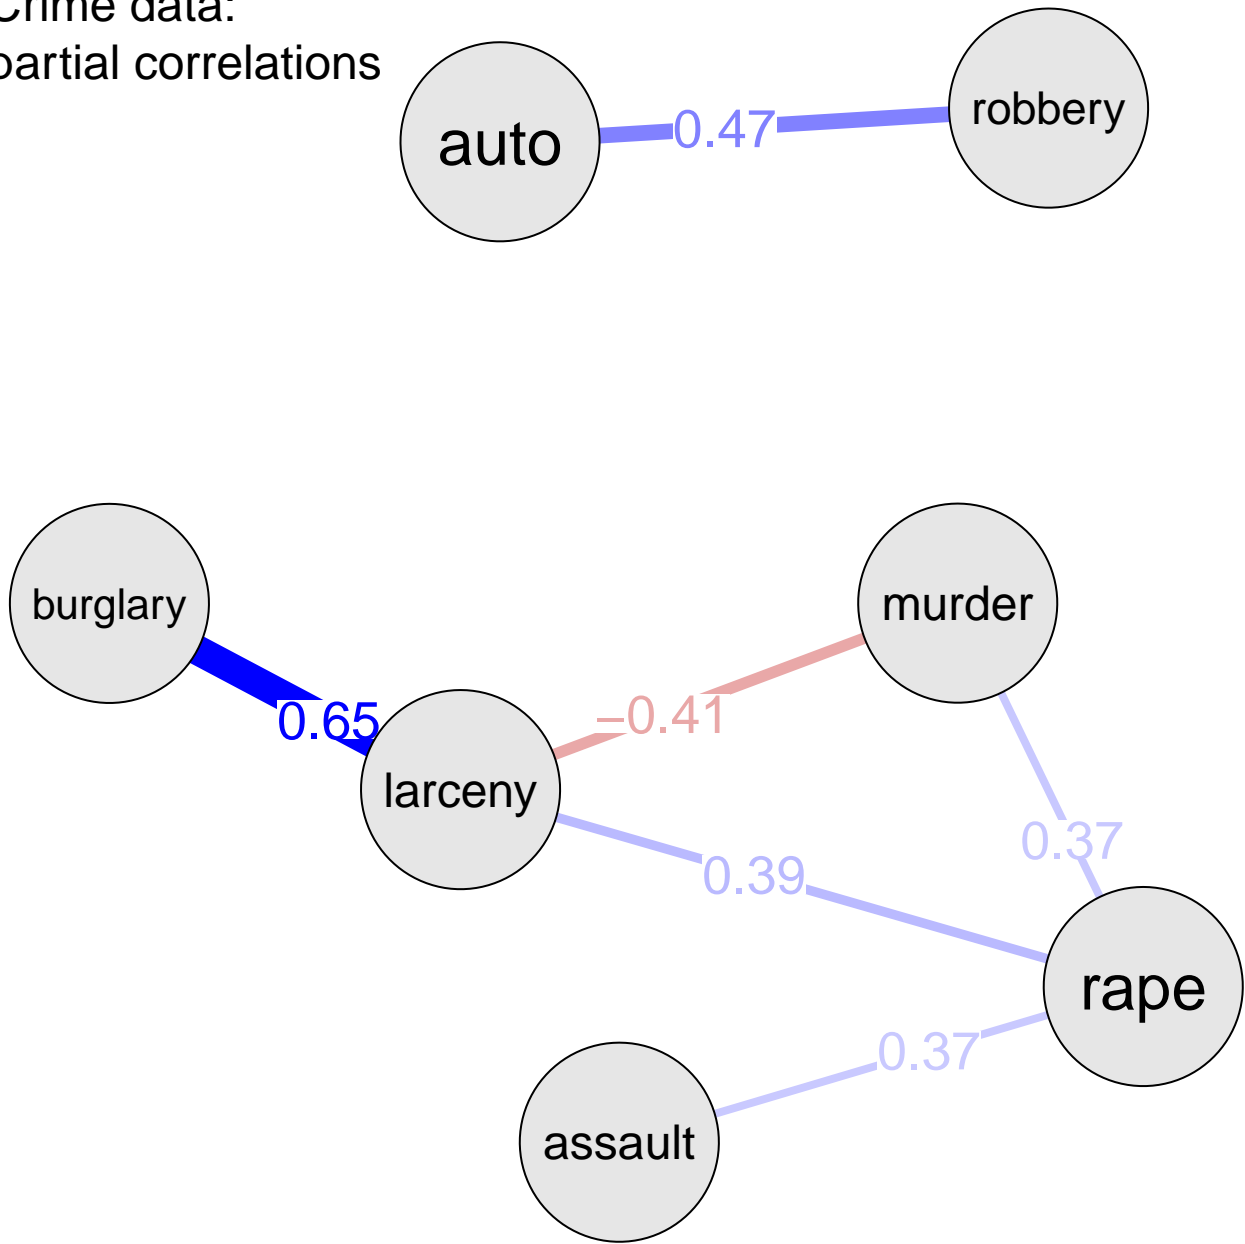 Crime data:
partial correlations
auto
0.47
robbery
burglary
murder
0.65
−0.41
larceny
0.37
0.39
rape
0.37
assault